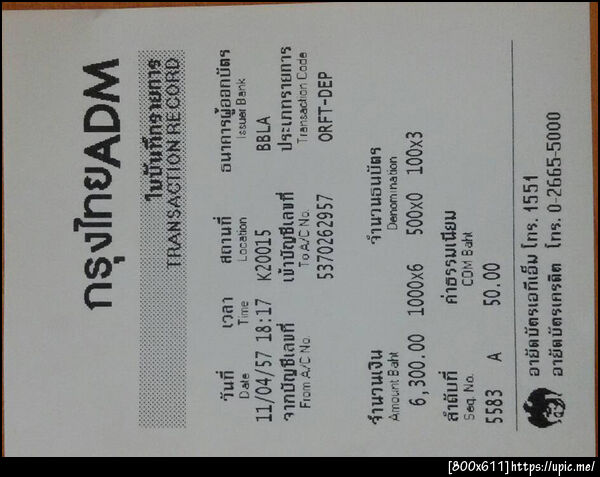 กรุงไทยADM
ใบบันทึกรายการ
TRANSACTION RECORD
วันที่ เวลา สถานที่ ธนาคารผู้ออกบัตร
Date Time Location Issuer Bank
11/04/57 18:17 K20015 BBLA
จากบัญชีเลขที่ เข้าบัญชีเลขที่ ประเภทรายการ
From A/C No. To A/C No. Transaction Code
5370262957 ORFT-DEP
จำนวนเงิน จำนวนธนบัตร
Amount Baht Denomination
6,300.00 1000x6 500x0 100x3
ลำดับที่ ค่าธรรมเนียม
Seq. No. CDM Baht
5583 A 50.00
อายัดบัตรเอทีเอ็ม โทร. 1551
อายัดบัตรเครดิต โทร. 0-2665-5000
[800x611]https://upic.me/